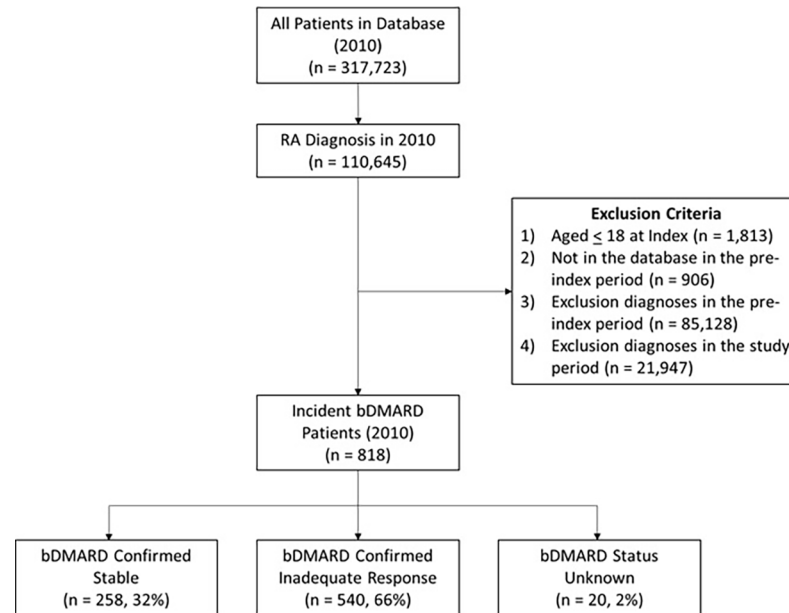 All Patients in Database
(2010)
(n = 317,723)
RA Diagnosis in 2010
(n = 110,645)
Exclusion Criteria
1) Aged ≤ 18 at Index (n = 1,813)
2) Not in the database in the pre-
index period (n = 906)
3) Exclusion diagnoses in the pre-
index period (n = 85,128)
4) Exclusion diagnoses in the study
period (n = 21,947)
Incident bDMARD
Patients (2010)
(n = 818)
bDMARD Confirmed
Stable
(n = 258, 32%)
bDMARD Confirmed
Inadequate Response
(n = 540, 66%)
bDMARD Status
Unknown
(n = 20, 2%)